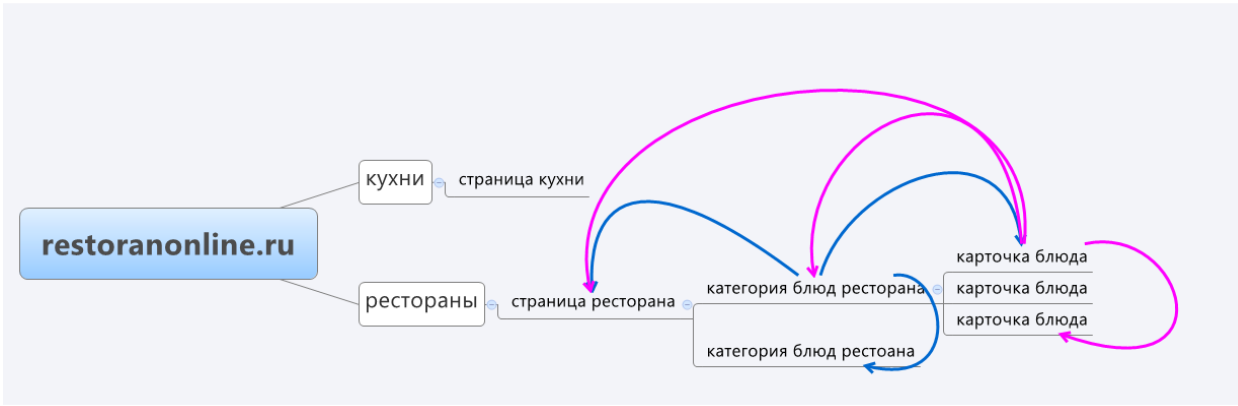 кухни
страница кухни
restoranonline.ru
карточка блюда
рестораны
страница ресторана
категория блюд ресторана
карточка блюда
карточка блюда
категория блюд рестоана